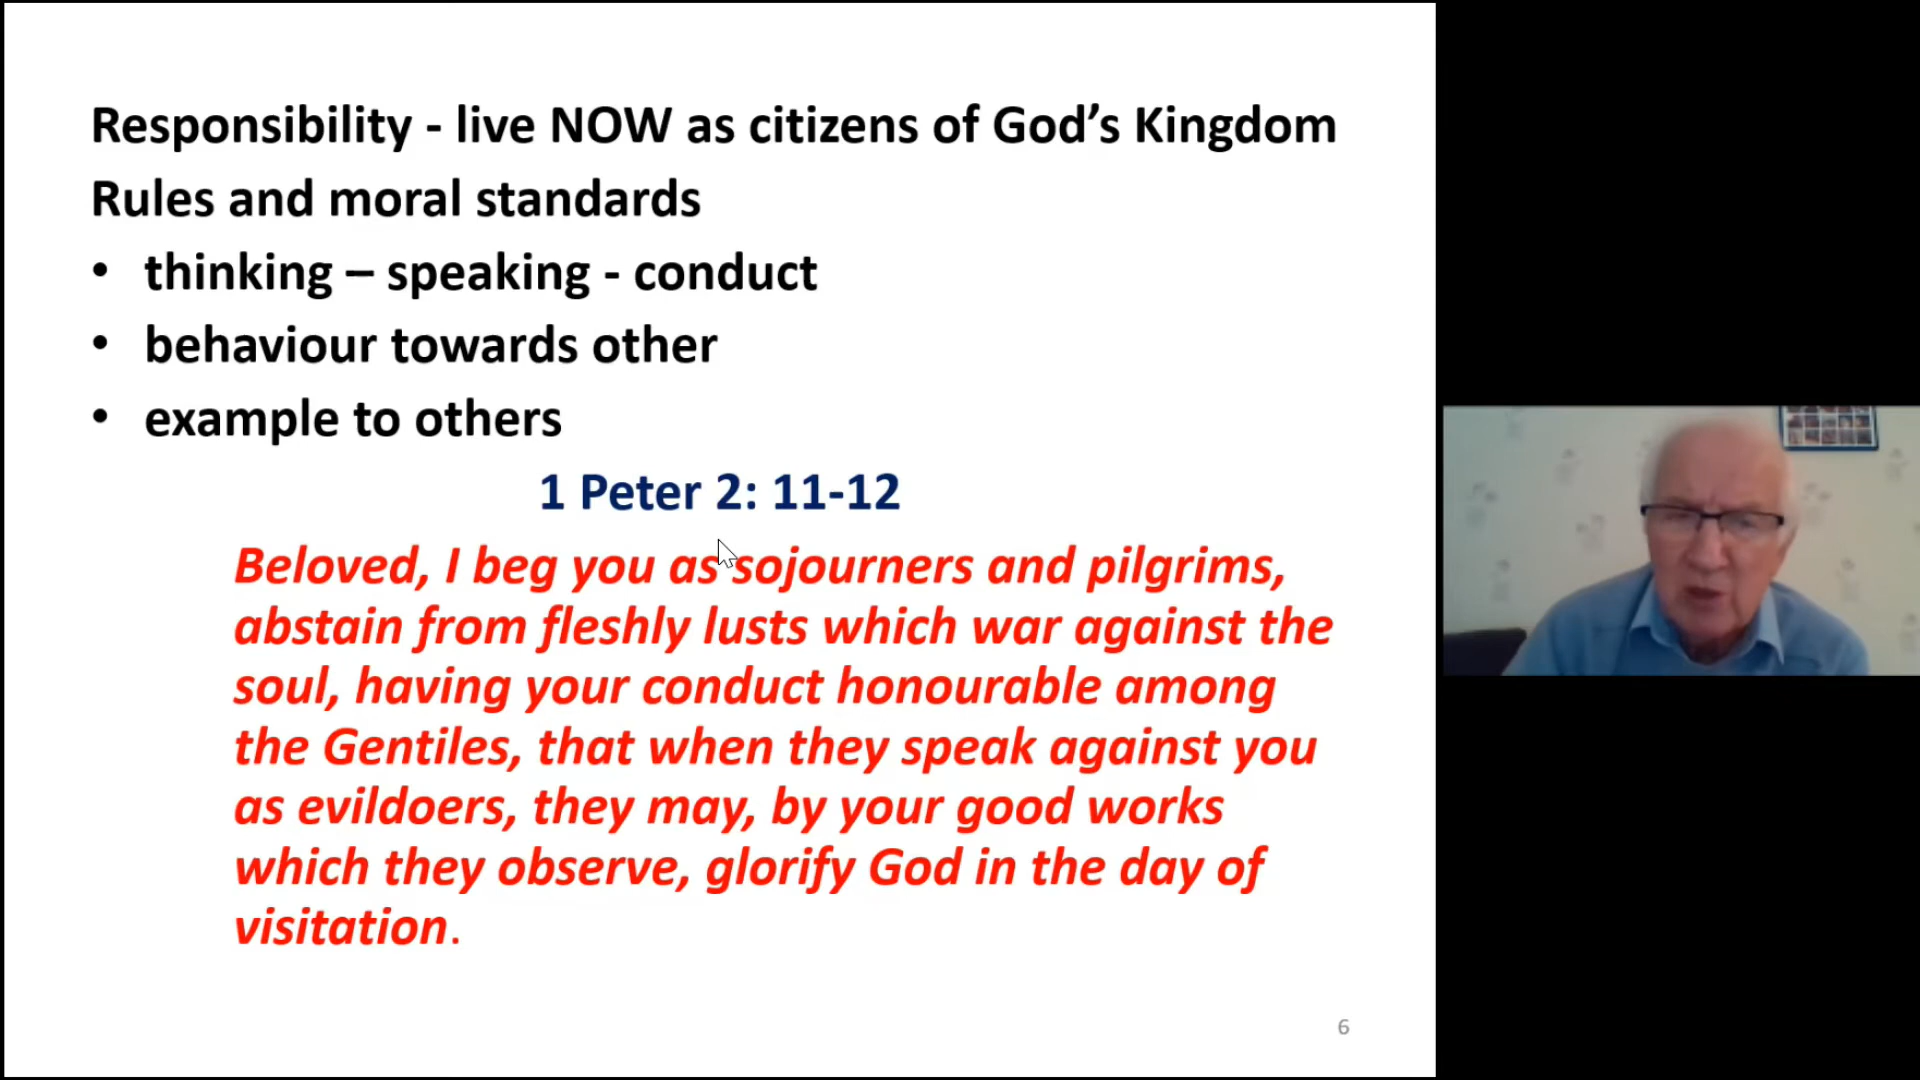 Responsibility - live NOW as citizens of God’s Kingdom
Rules and moral standards
• thinking – speaking - conduct
• behaviour towards other
• example to others
1 Peter 2: 11-12
Beloved, I beg you as sojourners and pilgrims,
abstain from fleshly lusts which war against the
soul, having your conduct honourable among
the Gentiles, that when they speak against you
as evildoers, they may, by your good works
which they observe, glorify God in the day of
visitation.
6